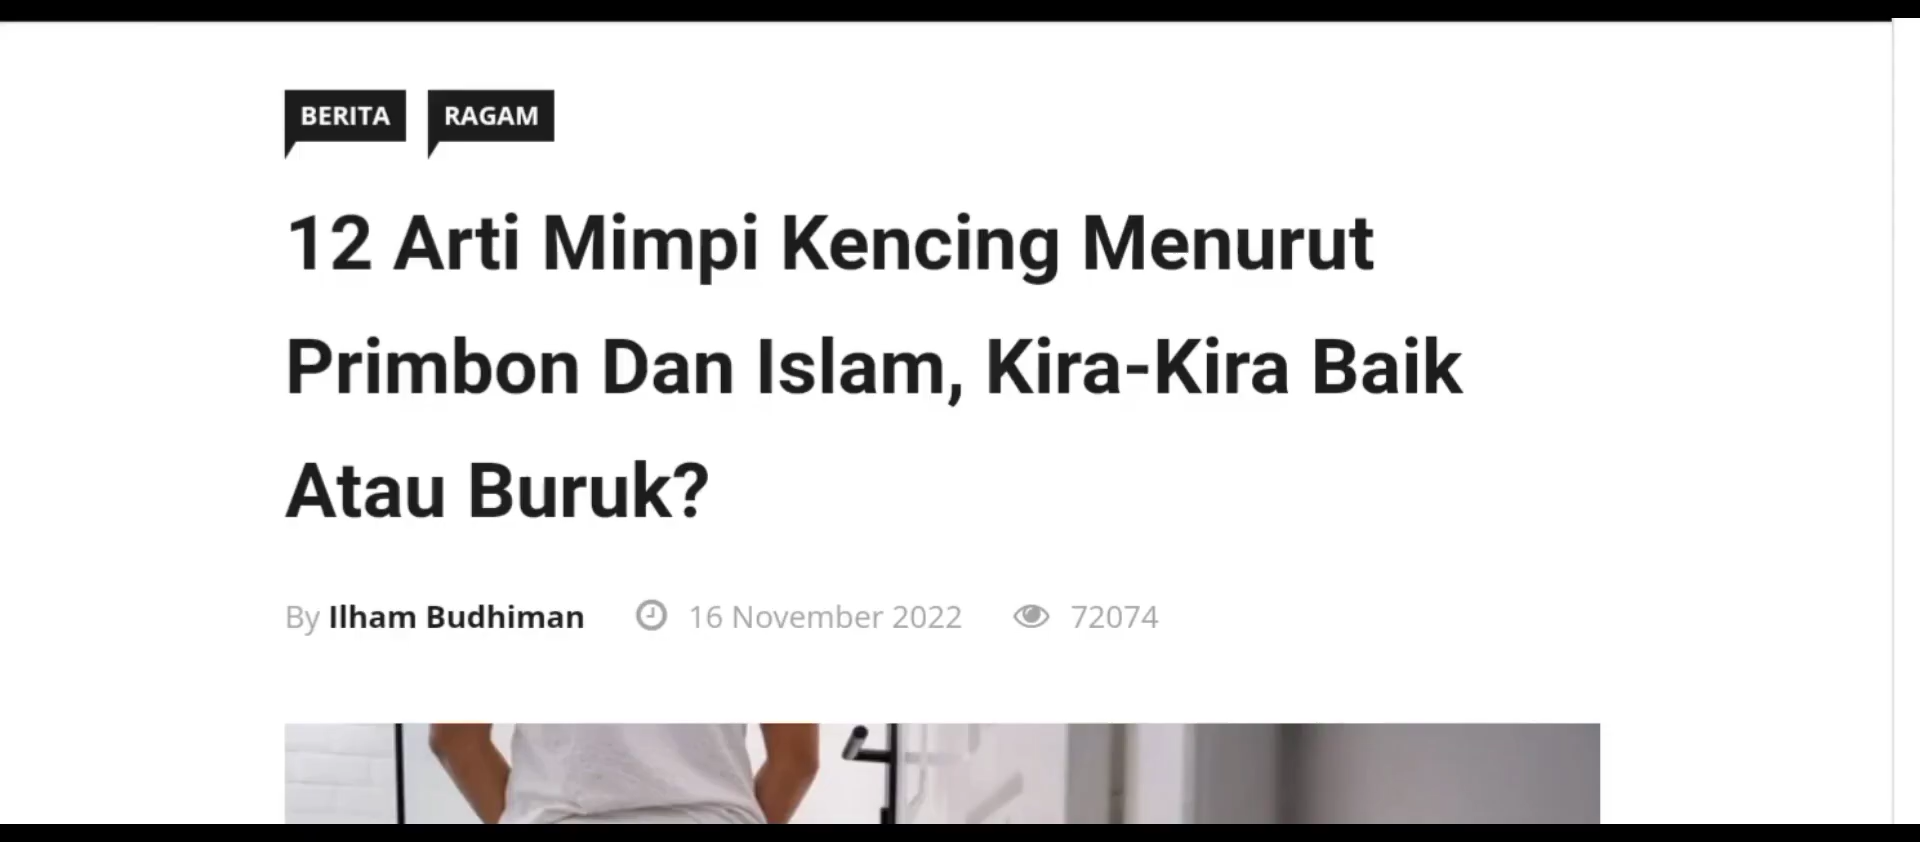 BERITA RAGAM
12 Arti Mimpi Kencing Menurut
Primbon Dan Islam, Kira-Kira Baik
Atau Buruk?
By Ilham Budhiman 16 November 2022 72074